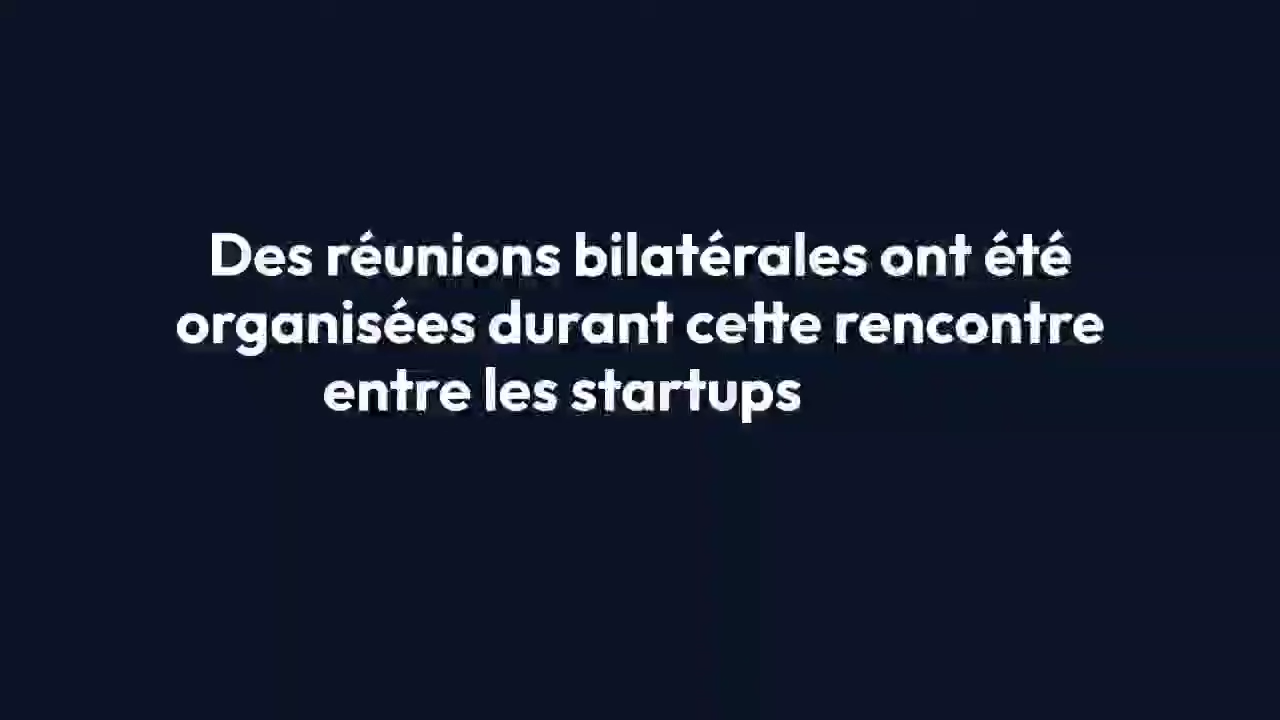 Des réunions bilatérales ont été
organisées durant cette rencontre
entre les startups